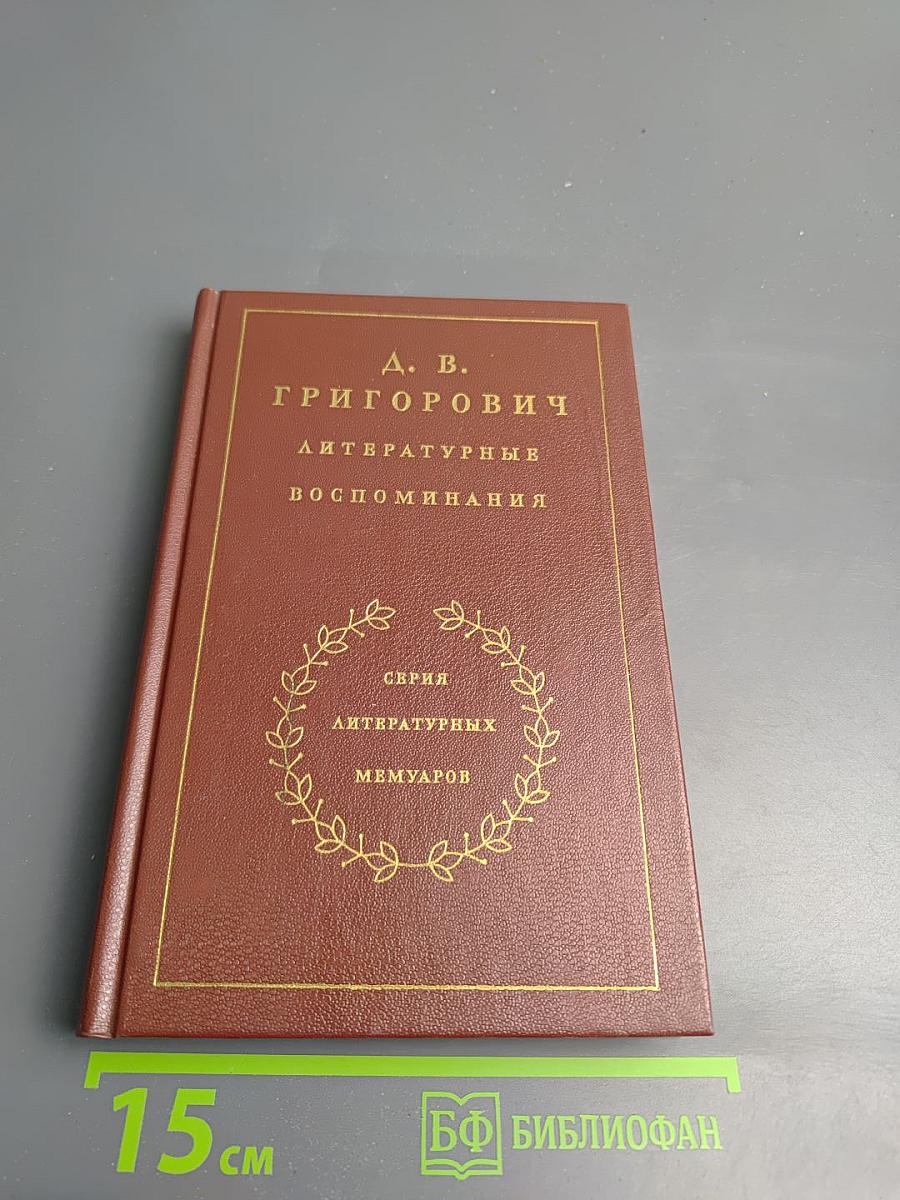 Д. В.
ГРИГОРОВИЧ
ЛИТЕРАТУРНЫЕ
ВОСПОМИНАНИЯ
СЕРИЯ
ЛИТЕРАТУРНЫХ
МЕМУАРОВ
15 см
БФ БИБЛИОФАН